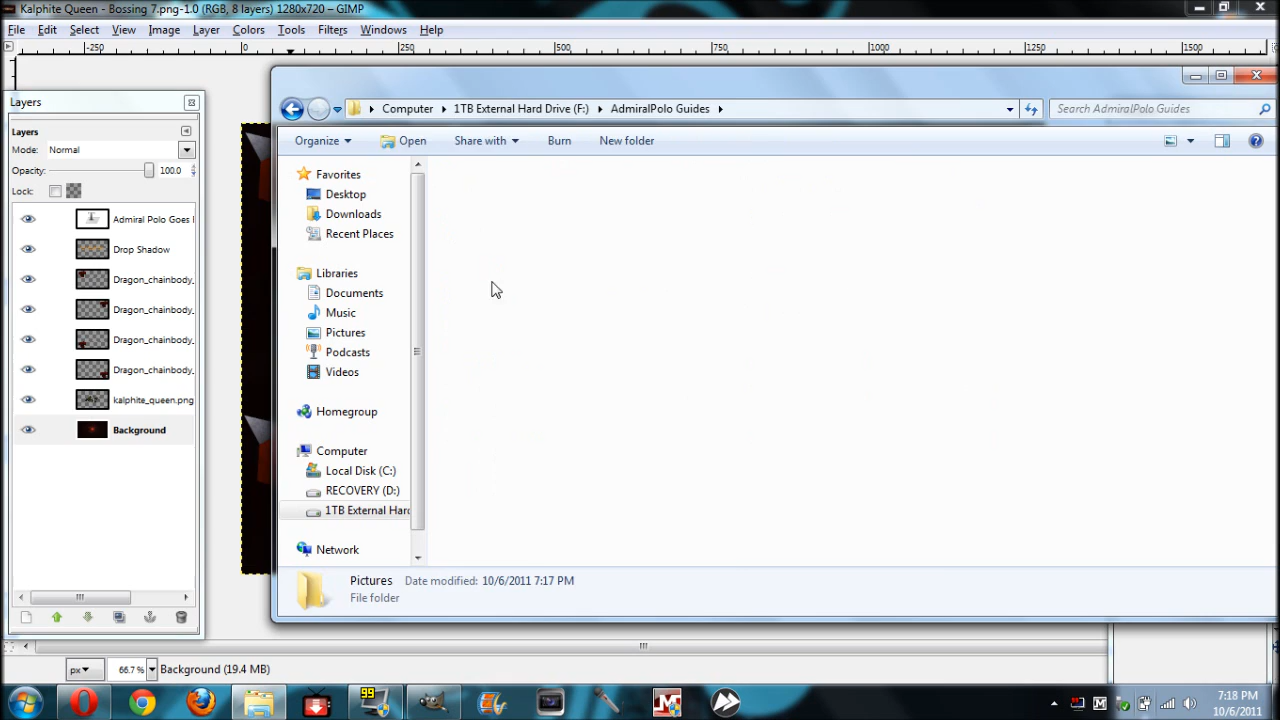 Kalphite Queen - Bossing 7.png-1.0 (RGB, 8 layers) 1280x720 – GIMP
File Edit Select View Image Layer Colors Tools Filters Windows Help
-250 0 250 500 750 1000 1250 1500
Layers
Layers
Mode: Normal
Opacity: 100.0
Lock:
Admiral Polo Goes
Drop Shadow
Dragon_chainbody_
Dragon_chainbody_
Dragon_chainbody_
Dragon_chainbody_
kalphite_queen.png
Background
Computer 1TB External Hard Drive (F:) AdmiralPolo Guides
Search AdmiralPolo Guides
Organize Open Share with Burn New folder
Favorites
Desktop
Downloads
Recent Places
Libraries
Documents
Music
Pictures
Podcasts
Videos
Homegroup
Computer
Local Disk (C:)
RECOVERY (D:)
1TB External Hard
Network
Pictures Date modified: 10/6/2011 7:17 PM
File folder
px 66.7 % Background (19.4 MB)
99
7:18 PM
10/6/2011